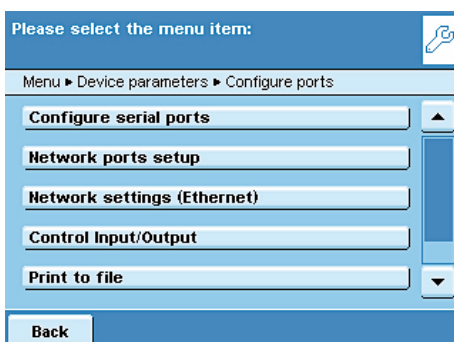 Please select the menu item:
Menu ▸ Device parameters ▸ Configure ports
Configure serial ports
Network ports setup
Network settings (Ethernet)
Control Input/Output
Print to file
Back